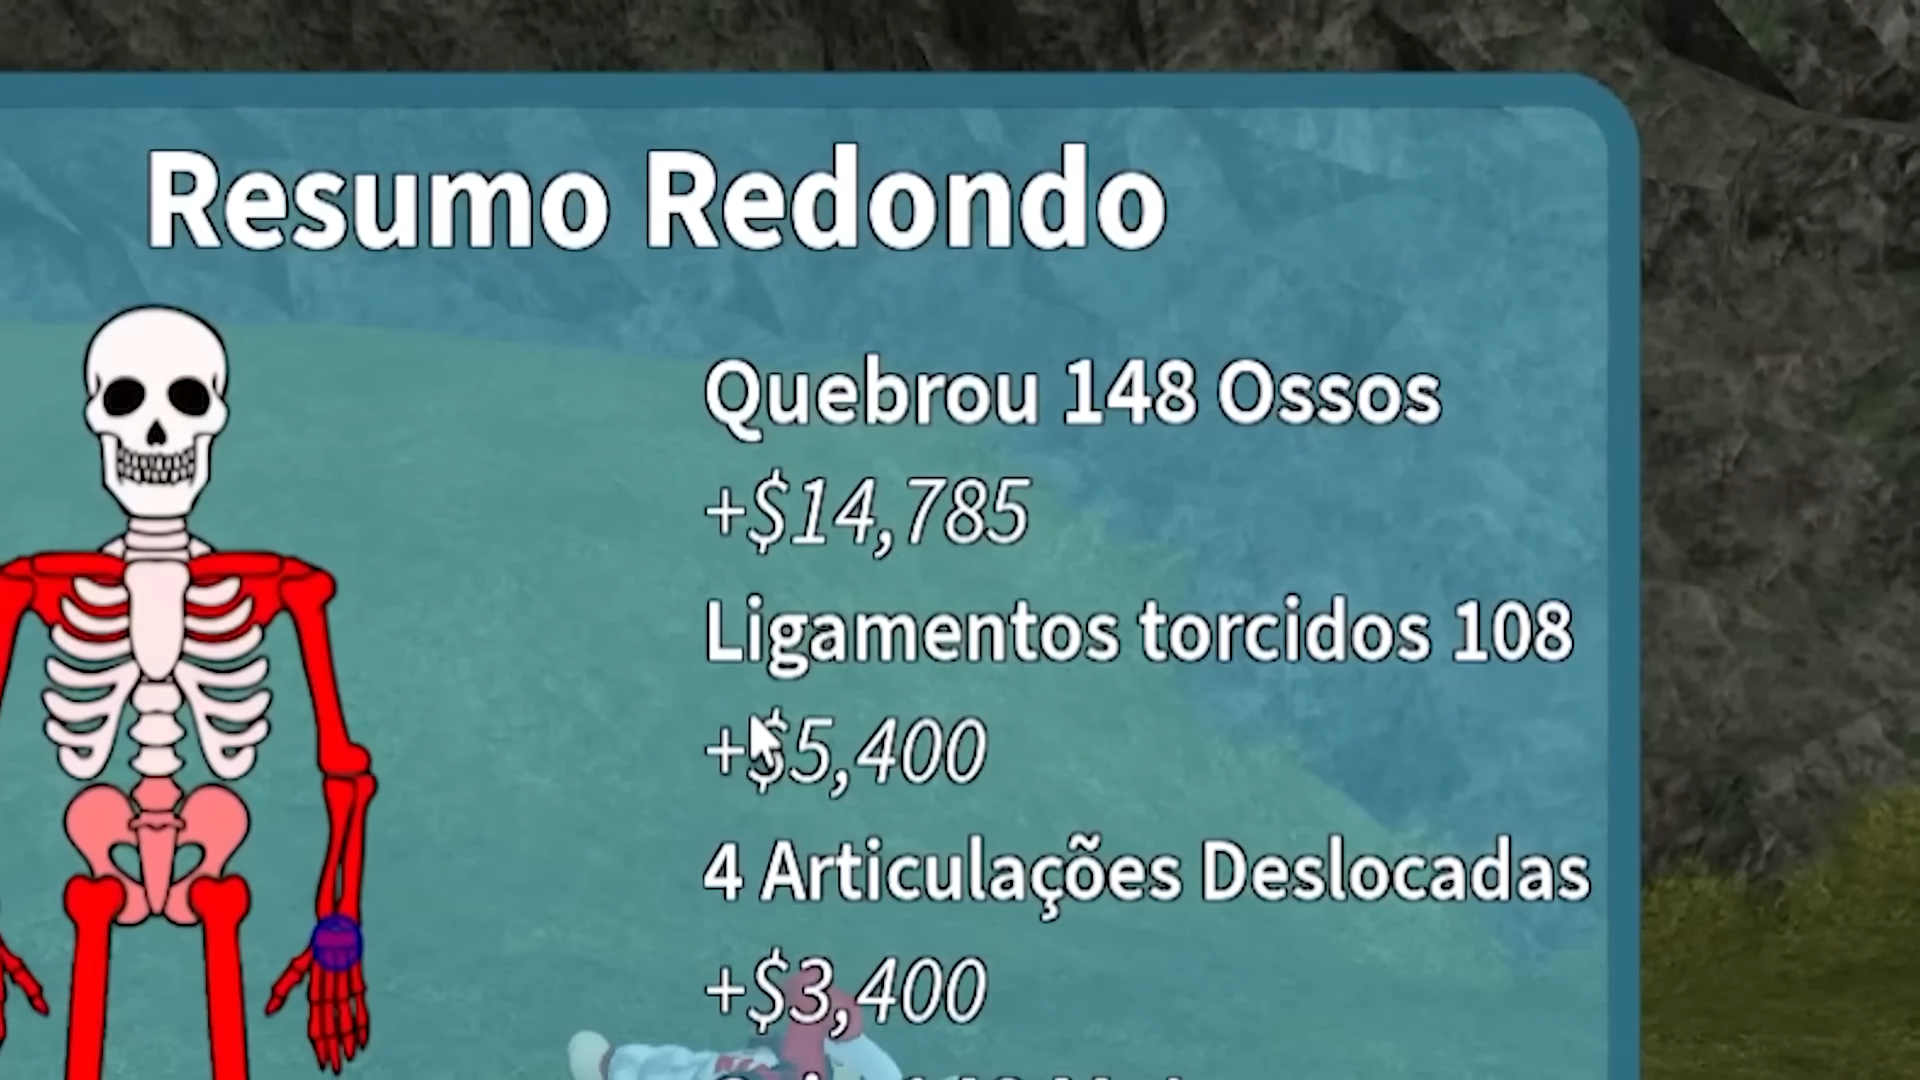 Resumo Redondo
Quebrou 148 Ossos
+$14,785
Ligamentos torcidos 108
+$5,400
4 Articulações Deslocadas
+$3,400